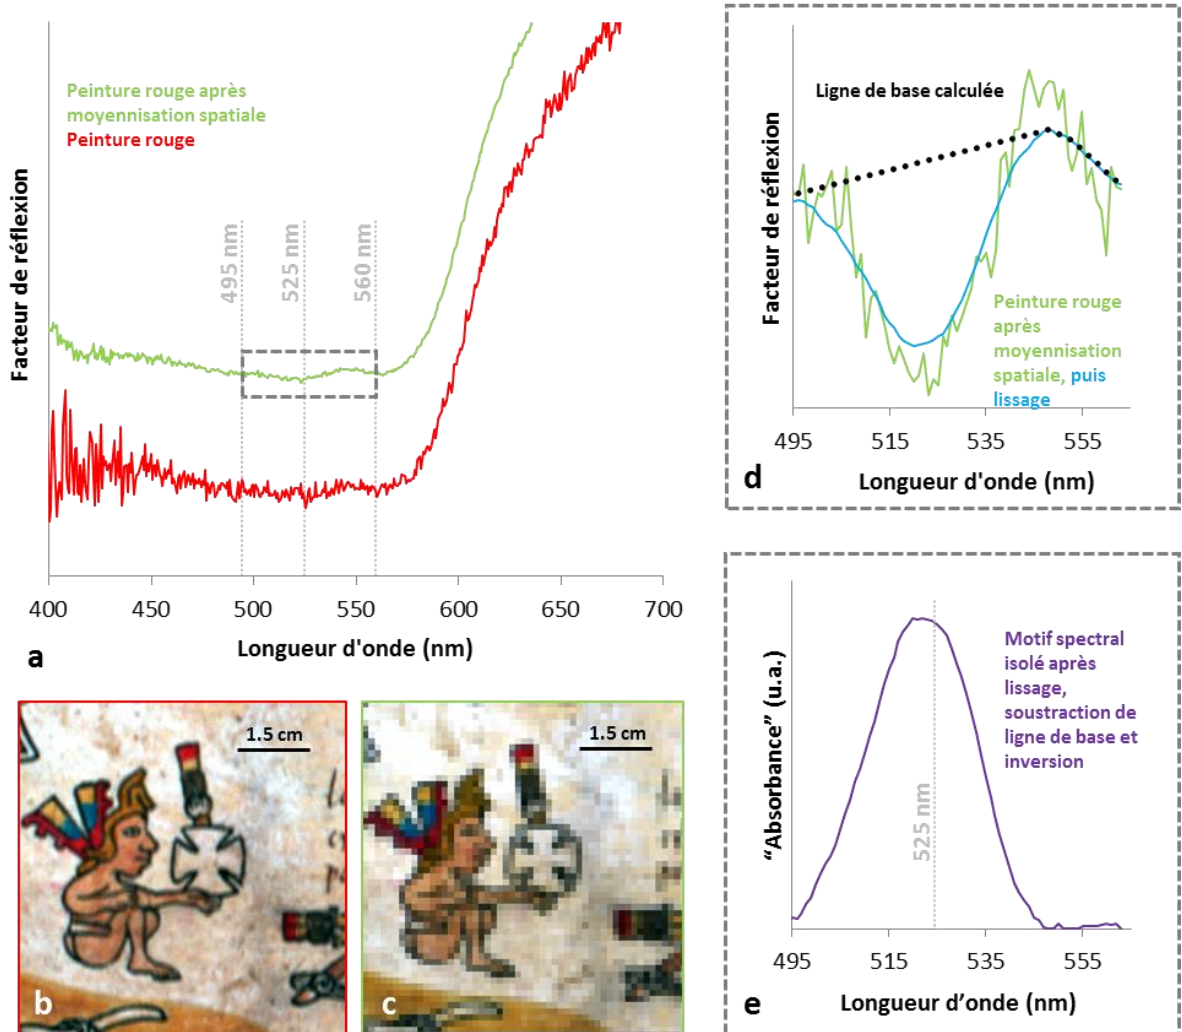 Peinture rouge après
moyennisation spatiale
Peinture rouge
Facteur de réflexion
495 nm
525 nm
560 nm
400
450
500
550
600
650
700
Longueur d'onde (nm)
a
Ligne de base calculée
Facteur de réflexion
Peinture rouge
après
moyennisation
spatiale, puis
lissage
495
515
535
555
Longueur d'onde (nm)
d
1.5 cm
b
1.5 cm
c
“Absorbance” (u.a.)
525 nm
Motif spectral
isolé après
lissage,
soustraction de
ligne de base et
inversion
495
515
535
555
Longueur d’onde (nm)
e